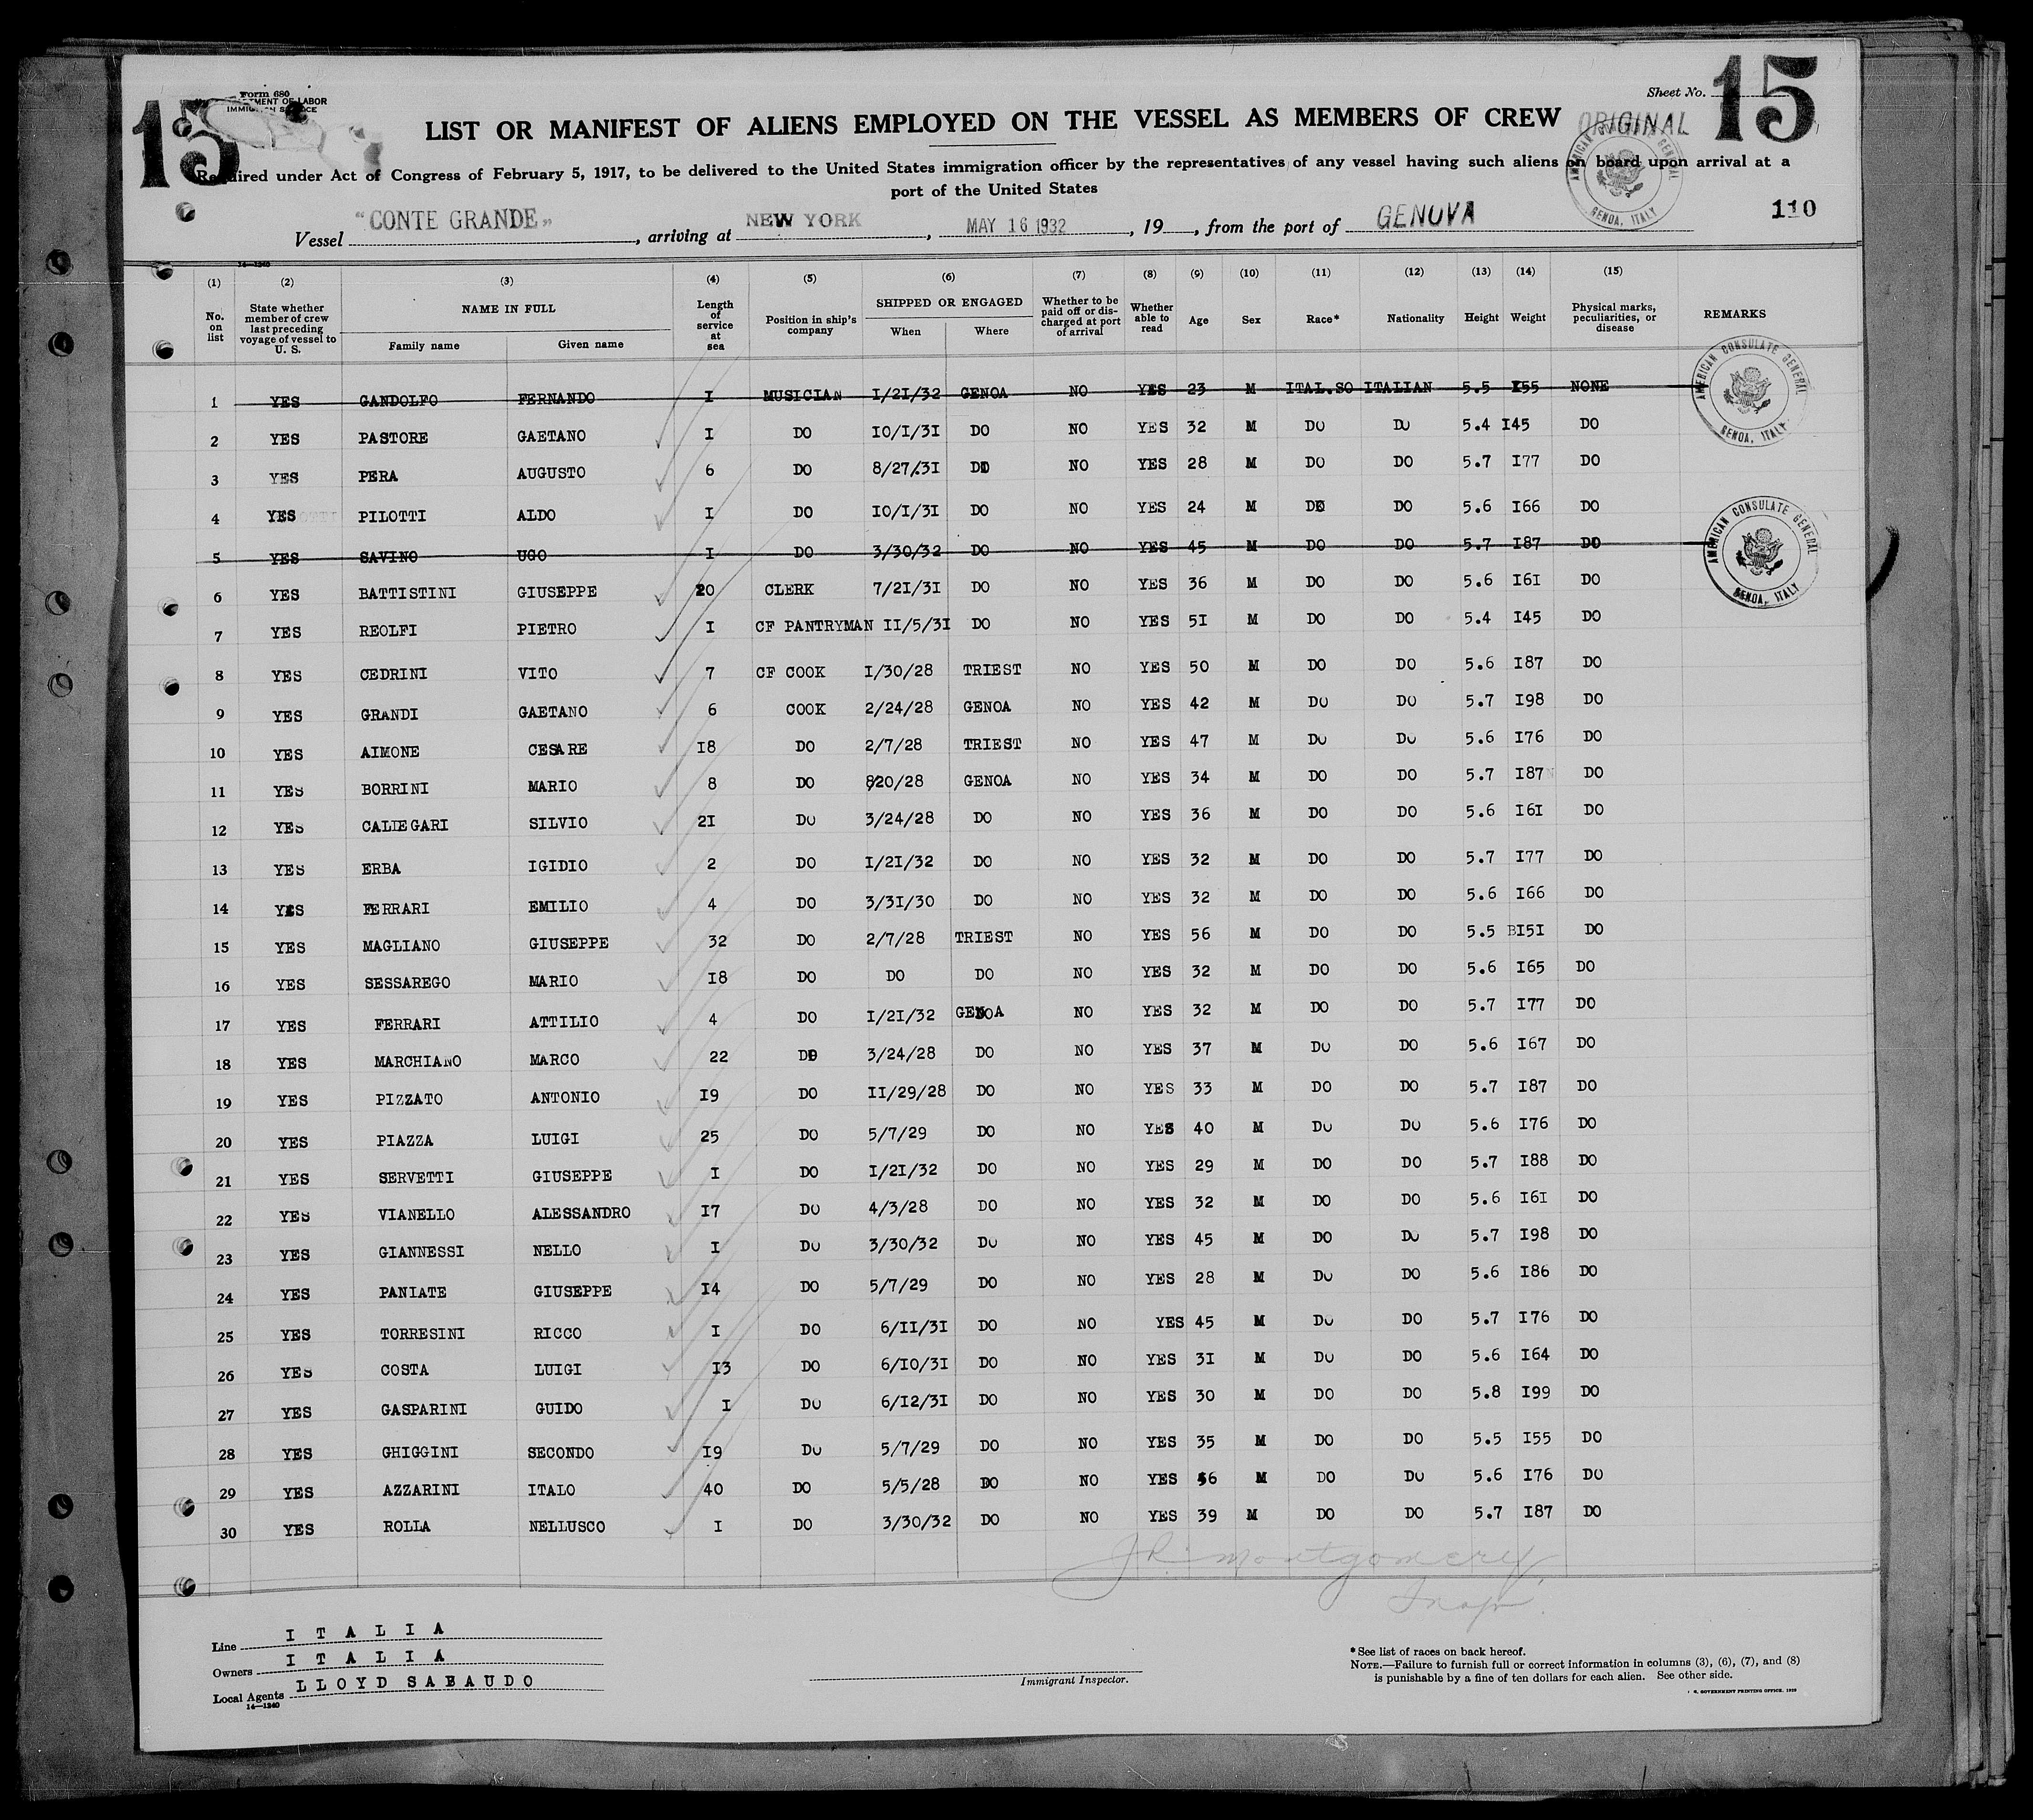 15
Form 680
DEPARTMENT OF LABOR
Sheet No. 15
LIST OR MANIFEST OF ALIENS EMPLOYED ON THE VESSEL AS MEMBERS OF CREW
ORIGINAL
Required under Act of Congress of February 5, 1917, to be delivered to the United States immigration officer by the representatives of any vessel having such aliens on board upon arrival at a
port of the United States
AMERICAN CONSULATE GENERAL GENOA, ITALY
110
Vessel "CONTE GRANDE", arriving at NEW YORK, MAY 16 1932, 19, from the port of GENOVA
14—1240
(1) (2) (3) (4) (5) (6) (7) (8) (9) (10) (11) (12) (13) (14) (15)
No. on list
State whether member of crew last preceding voyage of vessel to U. S.
NAME IN FULL
Family name Given name
Length of service at sea
Position in ship's company
SHIPPED OR ENGAGED
When Where
Whether to be paid off or discharged at port of arrival
Whether able to read
Age Sex Race* Nationality Height Weight
Physical marks, peculiarities, or disease
REMARKS
1 YES GANDOLFO FERNANDO I MUSICIAN I/21/32 GENOA NO YES 23 M ITAL.SO ITALIAN 5.5 I55 NONE
AMERICAN CONSULATE GENERAL GENOA, ITALY
2 YES PASTORE GAETANO I DO IO/I/3I DO NO YES 32 M DO DO 5.4 I45 DO
3 YES PERA AUGUSTO 6 DO 8/27/31 DO NO YES 28 M DO DO 5.7 I77 DO
4 YES PILOTTI ALDO I DO IO/I/3I DO NO YES 24 M DO DO 5.6 I66 DO
5 YES SAVINO UGO I DO 3/30/32 DO NO YES 45 M DO DO 5.7 I87 DO
AMERICAN CONSULATE GENERAL GENOA, ITALY
6 YES BATTISTINI GIUSEPPE 20 CLERK 7/2I/3I DO NO YES 36 M DO DO 5.6 I6I DO
7 YES REOLFI PIETRO I CF PANTRYMAN II/5/3I DO NO YES 5I M DO DO 5.4 I45 DO
8 YES CEDRINI VITO 7 CF COOK I/30/28 TRIEST NO YES 50 M DO DO 5.6 I87 DO
9 YES GRANDI GAETANO 6 COOK 2/24/28 GENOA NO YES 42 M DO DO 5.7 I98 DO
10 YES AIMONE CESARE I8 DO 2/7/28 TRIEST NO YES 47 M DO DO 5.6 I76 DO
11 YES BORRINI MARIO 8 DO 820/28 GENOA NO YES 34 M DO DO 5.7 I87 DO
12 YES CALLEGARI SILVIO 2I DO 3/24/28 DO NO YES 36 M DO DO 5.6 I6I DO
13 YES ERBA IGIDIO 2 DO I/2I/32 DO NO YES 32 M DO DO 5.7 I77 DO
14 YES FERRARI EMILIO 4 DO 3/3I/30 DO NO YES 32 M DO DO 5.6 I66 DO
15 YES MAGLIANO GIUSEPPE 32 DO 2/7/28 TRIEST NO YES 56 M DO DO 5.5 I5I DO
16 YES SESSAREGO MARIO I8 DO DO DO NO YES 32 M DO DO 5.6 I65 DO
17 YES FERRARI ATTILIO 4 DO I/2I/32 GENOA NO YES 32 M DO DO 5.7 I77 DO
18 YES MARCHIANO MARCO 22 DO 3/24/28 DO NO YES 37 M DO DO 5.6 I67 DO
19 YES PIZZATO ANTONIO I9 DO II/29/28 DO NO YES 33 M DO DO 5.7 I87 DO
20 YES PIAZZA LUIGI 25 DO 5/7/29 DO NO YES 40 M DO DO 5.6 I76 DO
21 YES SERVETTI GIUSEPPE I DO I/2I/32 DO NO YES 29 M DO DO 5.7 I88 DO
22 YES VIANELLO ALESSANDRO I7 DO 4/3/28 DO NO YES 32 M DO DO 5.6 I6I DO
23 YES GIANNESSI NELLO I DO 3/30/32 DO NO YES 45 M DO DO 5.7 I98 DO
24 YES PANIATE GIUSEPPE I4 DO 5/7/29 DO NO YES 28 M DO DO 5.6 I86 DO
25 YES TORRESINI RICCO I DO 6/II/3I DO NO YES 45 M DO DO 5.7 I76 DO
26 YES COSTA LUIGI I3 DO 6/IO/3I DO NO YES 3I M DO DO 5.6 I64 DO
27 YES GASPARINI GUIDO I DO 6/I2/3I DO NO YES 30 M DO DO 5.8 I99 DO
28 YES GHIGGINI SECONDO I9 DO 5/7/29 DO NO YES 35 M DO DO 5.5 I55 DO
29 YES AZZARINI ITALO 40 DO 5/5/28 DO NO YES 56 M DO DO 5.6 I76 DO
30 YES ROLLA NELLUSCO I DO 3/30/32 DO NO YES 39 M DO DO 5.7 I87 DO
J R Montgomery
Insp.
Line ITALIA
Owners ITALIA
Local Agents LLOYD SABAUDO
14—1240
Immigrant Inspector.
* See list of races on back hereof.
NOTE.—Failure to furnish full or correct information in columns (3), (6), (7), and (8)
is punishable by a fine of ten dollars for each alien. See other side.